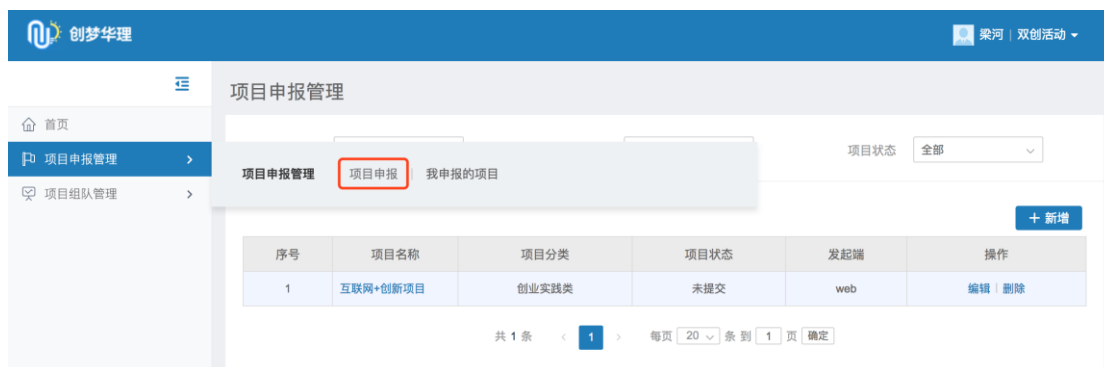 创梦华理
梁河 | 双创活动
项目申报管理
首页
项目申报管理
项目组队管理
项目申报管理 项目申报 | 我申报的项目
项目状态 全部
+ 新增
序号 项目名称 项目分类 项目状态 发起端 操作
1 互联网+创新项目 创业实践类 未提交 web 编辑 | 删除
共 1 条 < 1 > 每页 20 条 到 1 页 确定